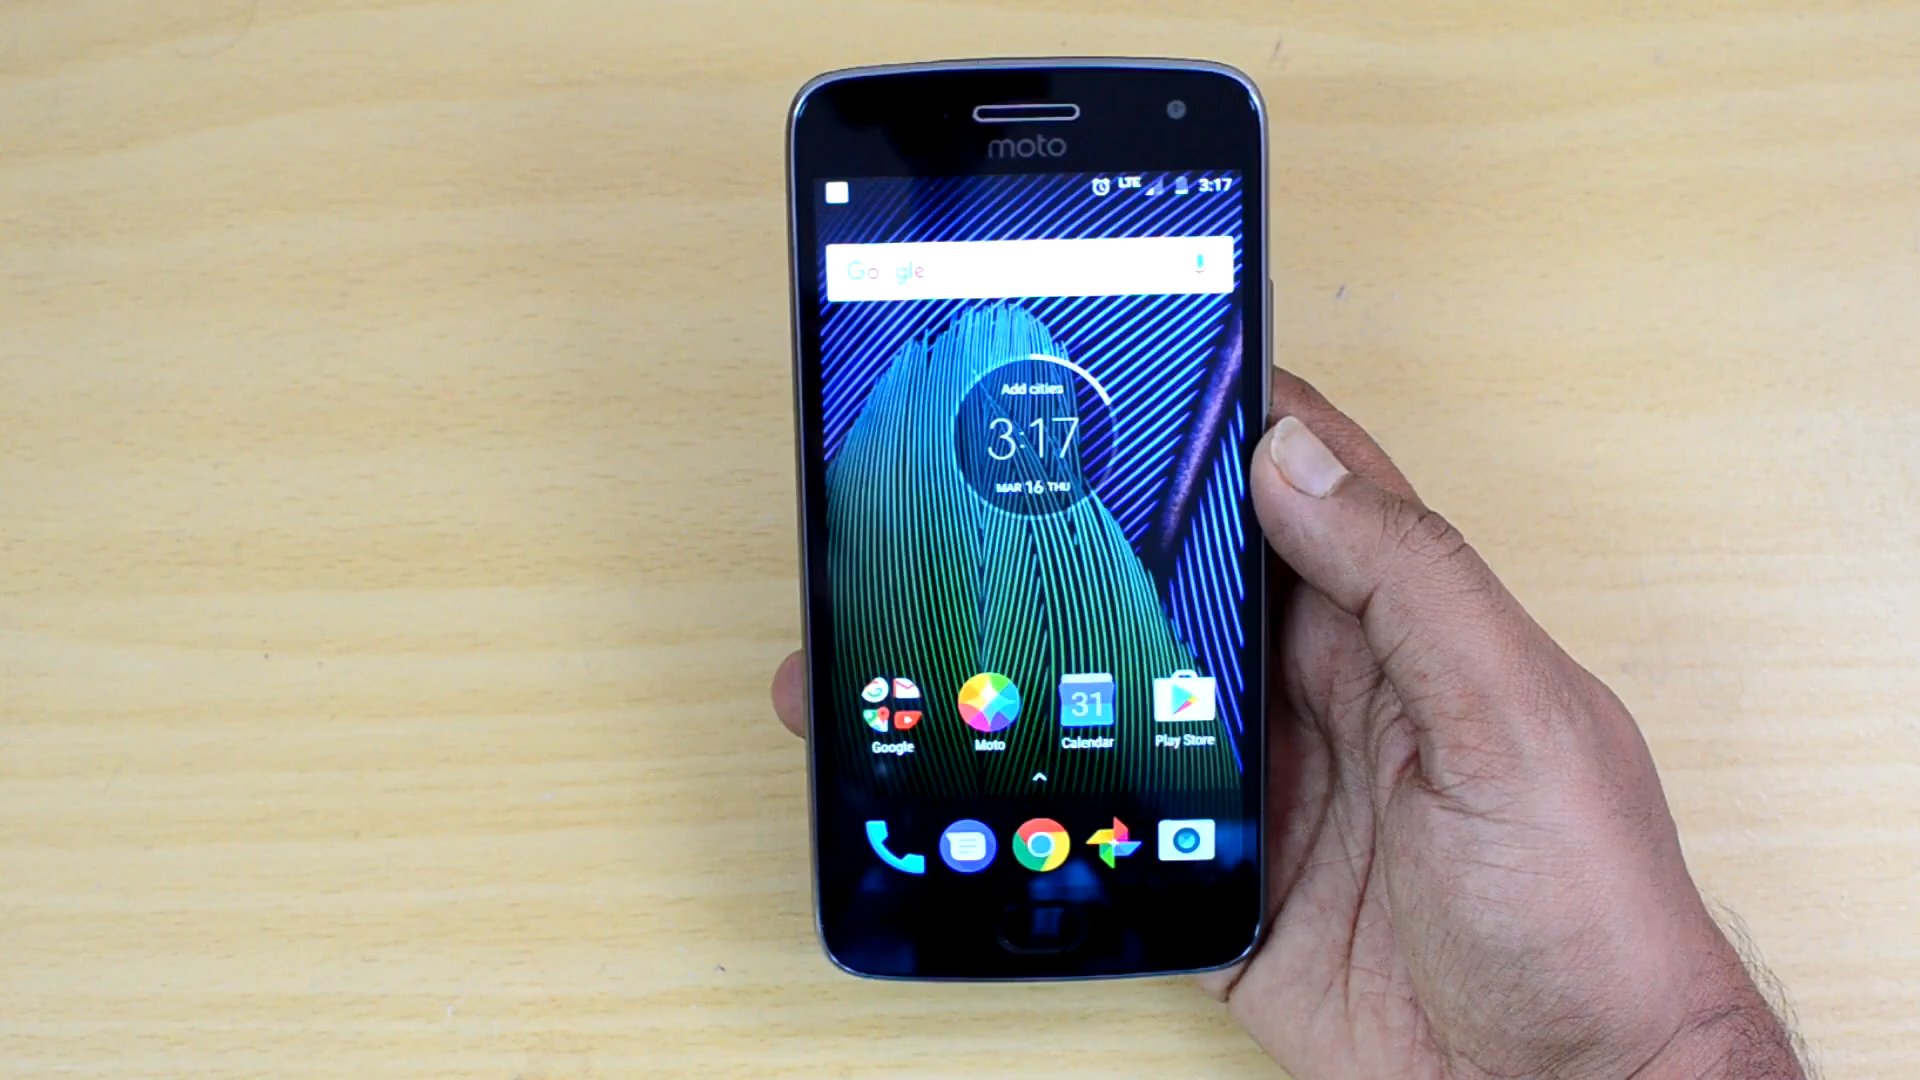 moto
LTE 3:17
Google
Add cities
3:17
MAR 16 THU
31
Google Moto Calendar Play Store